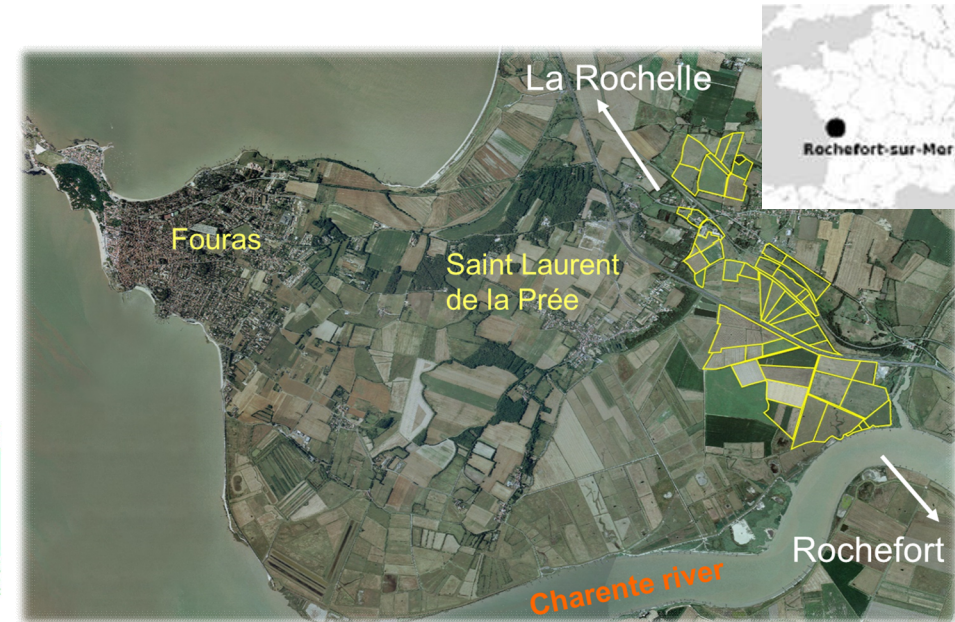 La Rochelle
Rochefort-sur-Mer
Fouras
Saint Laurent
de la Prée
Rochefort
Charente river